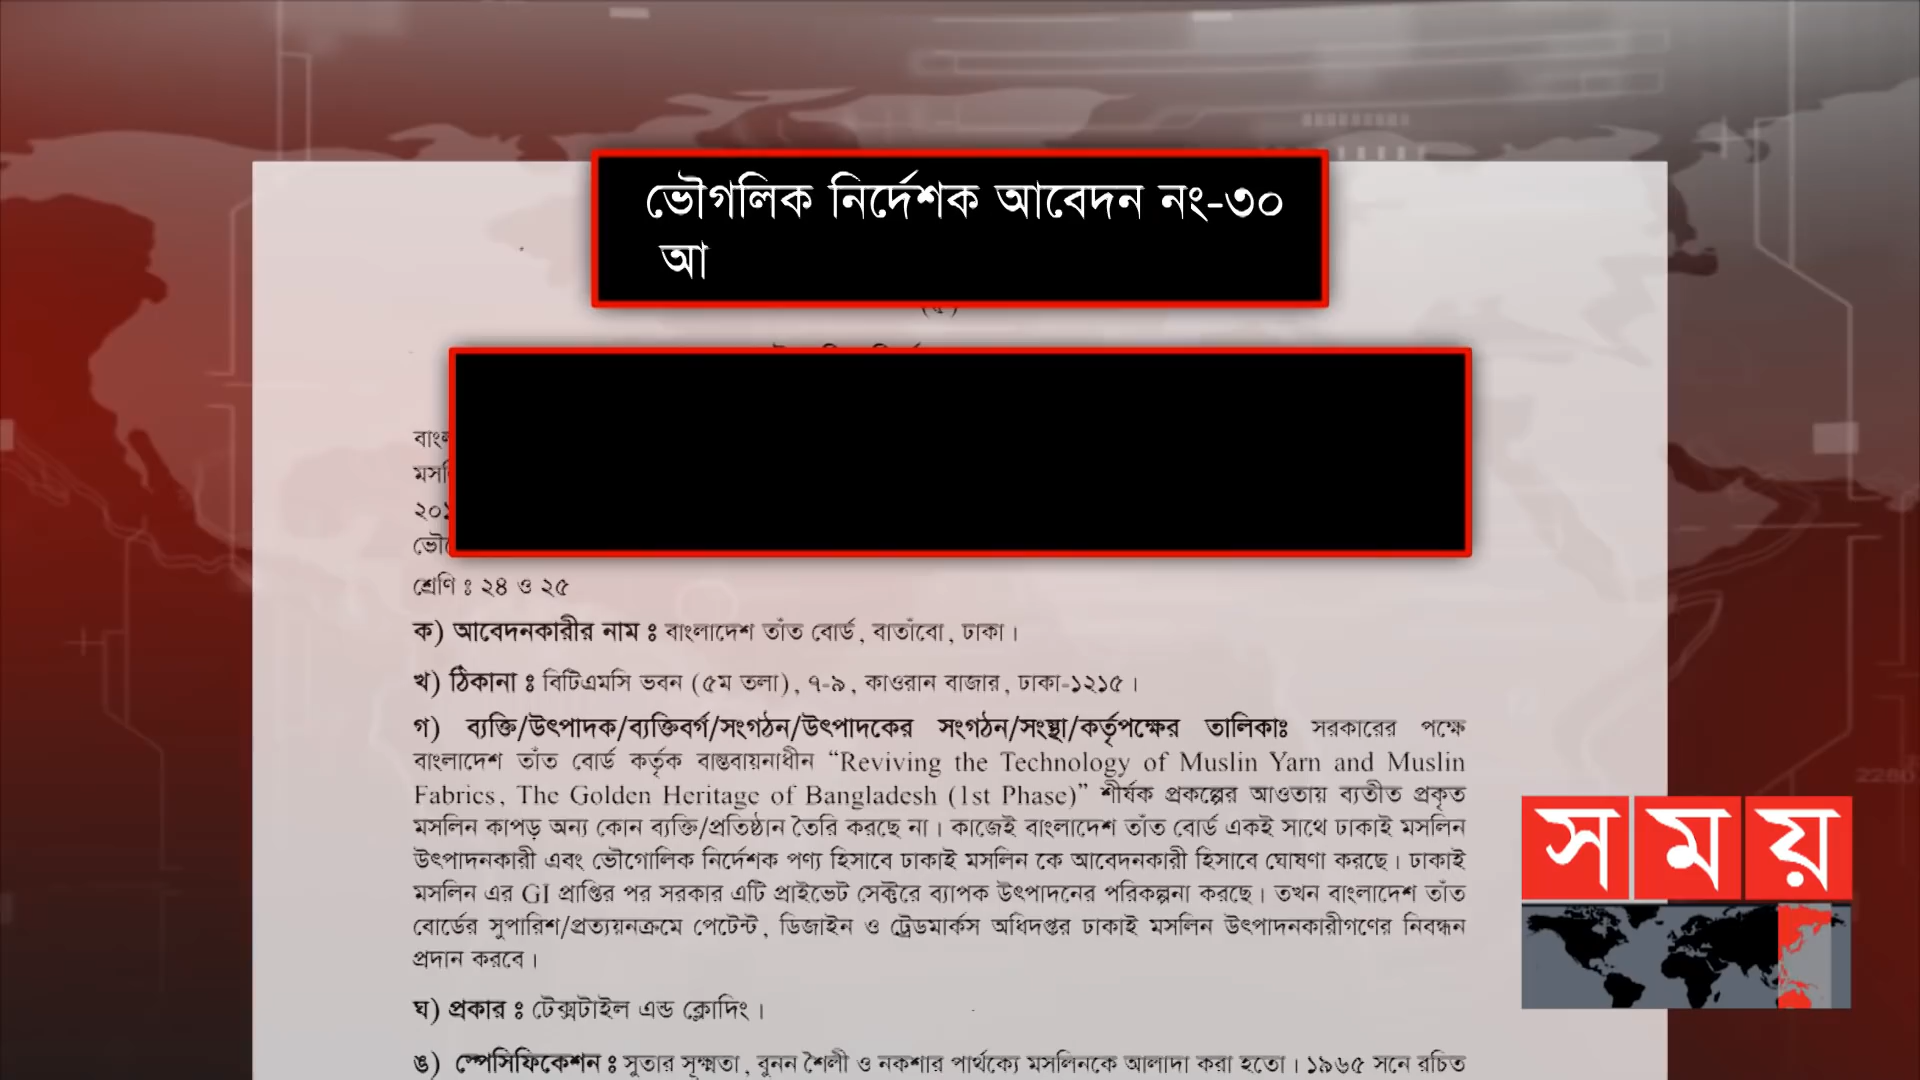 ভৌগলিক নির্দেশক আবেদন নং-৩০
আ
শ্রেণি ঃ ২৪ ও ২৫
ক) আবেদনকারীর নাম ঃ বাংলাদেশ তাঁত বোর্ড, বাতাঁবো, ঢাকা।
খ) ঠিকানা ঃ বিটিএমসি ভবন (৫ম তলা), ৭-৯, কাওরান বাজার, ঢাকা-১২১৫।
গ) ব্যক্তি/উৎপাদক/ব্যক্তিবর্গ/সংগঠন/উৎপাদকের সংগঠন/সংস্থা/কর্তৃপক্ষের তালিকাঃ সরকারের পক্ষে
বাংলাদেশ তাঁত বোর্ড কর্তৃক বাস্তবায়নাধীন “Reviving the Technology of Muslin Yarn and Muslin
Fabrics, The Golden Heritage of Bangladesh (1st Phase)” শীর্ষক প্রকল্পের আওতায় ব্যতীত প্রকৃত
মসলিন কাপড় অন্য কোন ব্যক্তি/প্রতিষ্ঠান তৈরি করছে না। কাজেই বাংলাদেশ তাঁত বোর্ড একই সাথে ঢাকাই মসলিন
উৎপাদনকারী এবং ভৌগোলিক নির্দেশক পণ্য হিসাবে ঢাকাই মসলিন কে আবেদনকারী হিসাবে ঘোষণা করছে। ঢাকাই
মসলিন এর GI প্রাপ্তির পর সরকার এটি প্রাইভেট সেক্টরে ব্যাপক উৎপাদনের পরিকল্পনা করছে। তখন বাংলাদেশ তাঁত
বোর্ডের সুপারিশ/প্রত্যয়নক্রমে পেটেন্ট, ডিজাইন ও ট্রেডমার্কস অধিদপ্তর ঢাকাই মসলিন উৎপাদনকারীগণের নিবন্ধন
প্রদান করবে।
ঘ) প্রকার ঃ টেক্সটাইল এন্ড ক্লোদিং।
ঙ) স্পেসিফিকেশন ঃ সুতার সূক্ষ্মতা, বুনন শৈলী ও নকশার পার্থক্যে মসলিনকে আলাদা করা হতো। ১৯৬৫ সনে রচিত
সময়